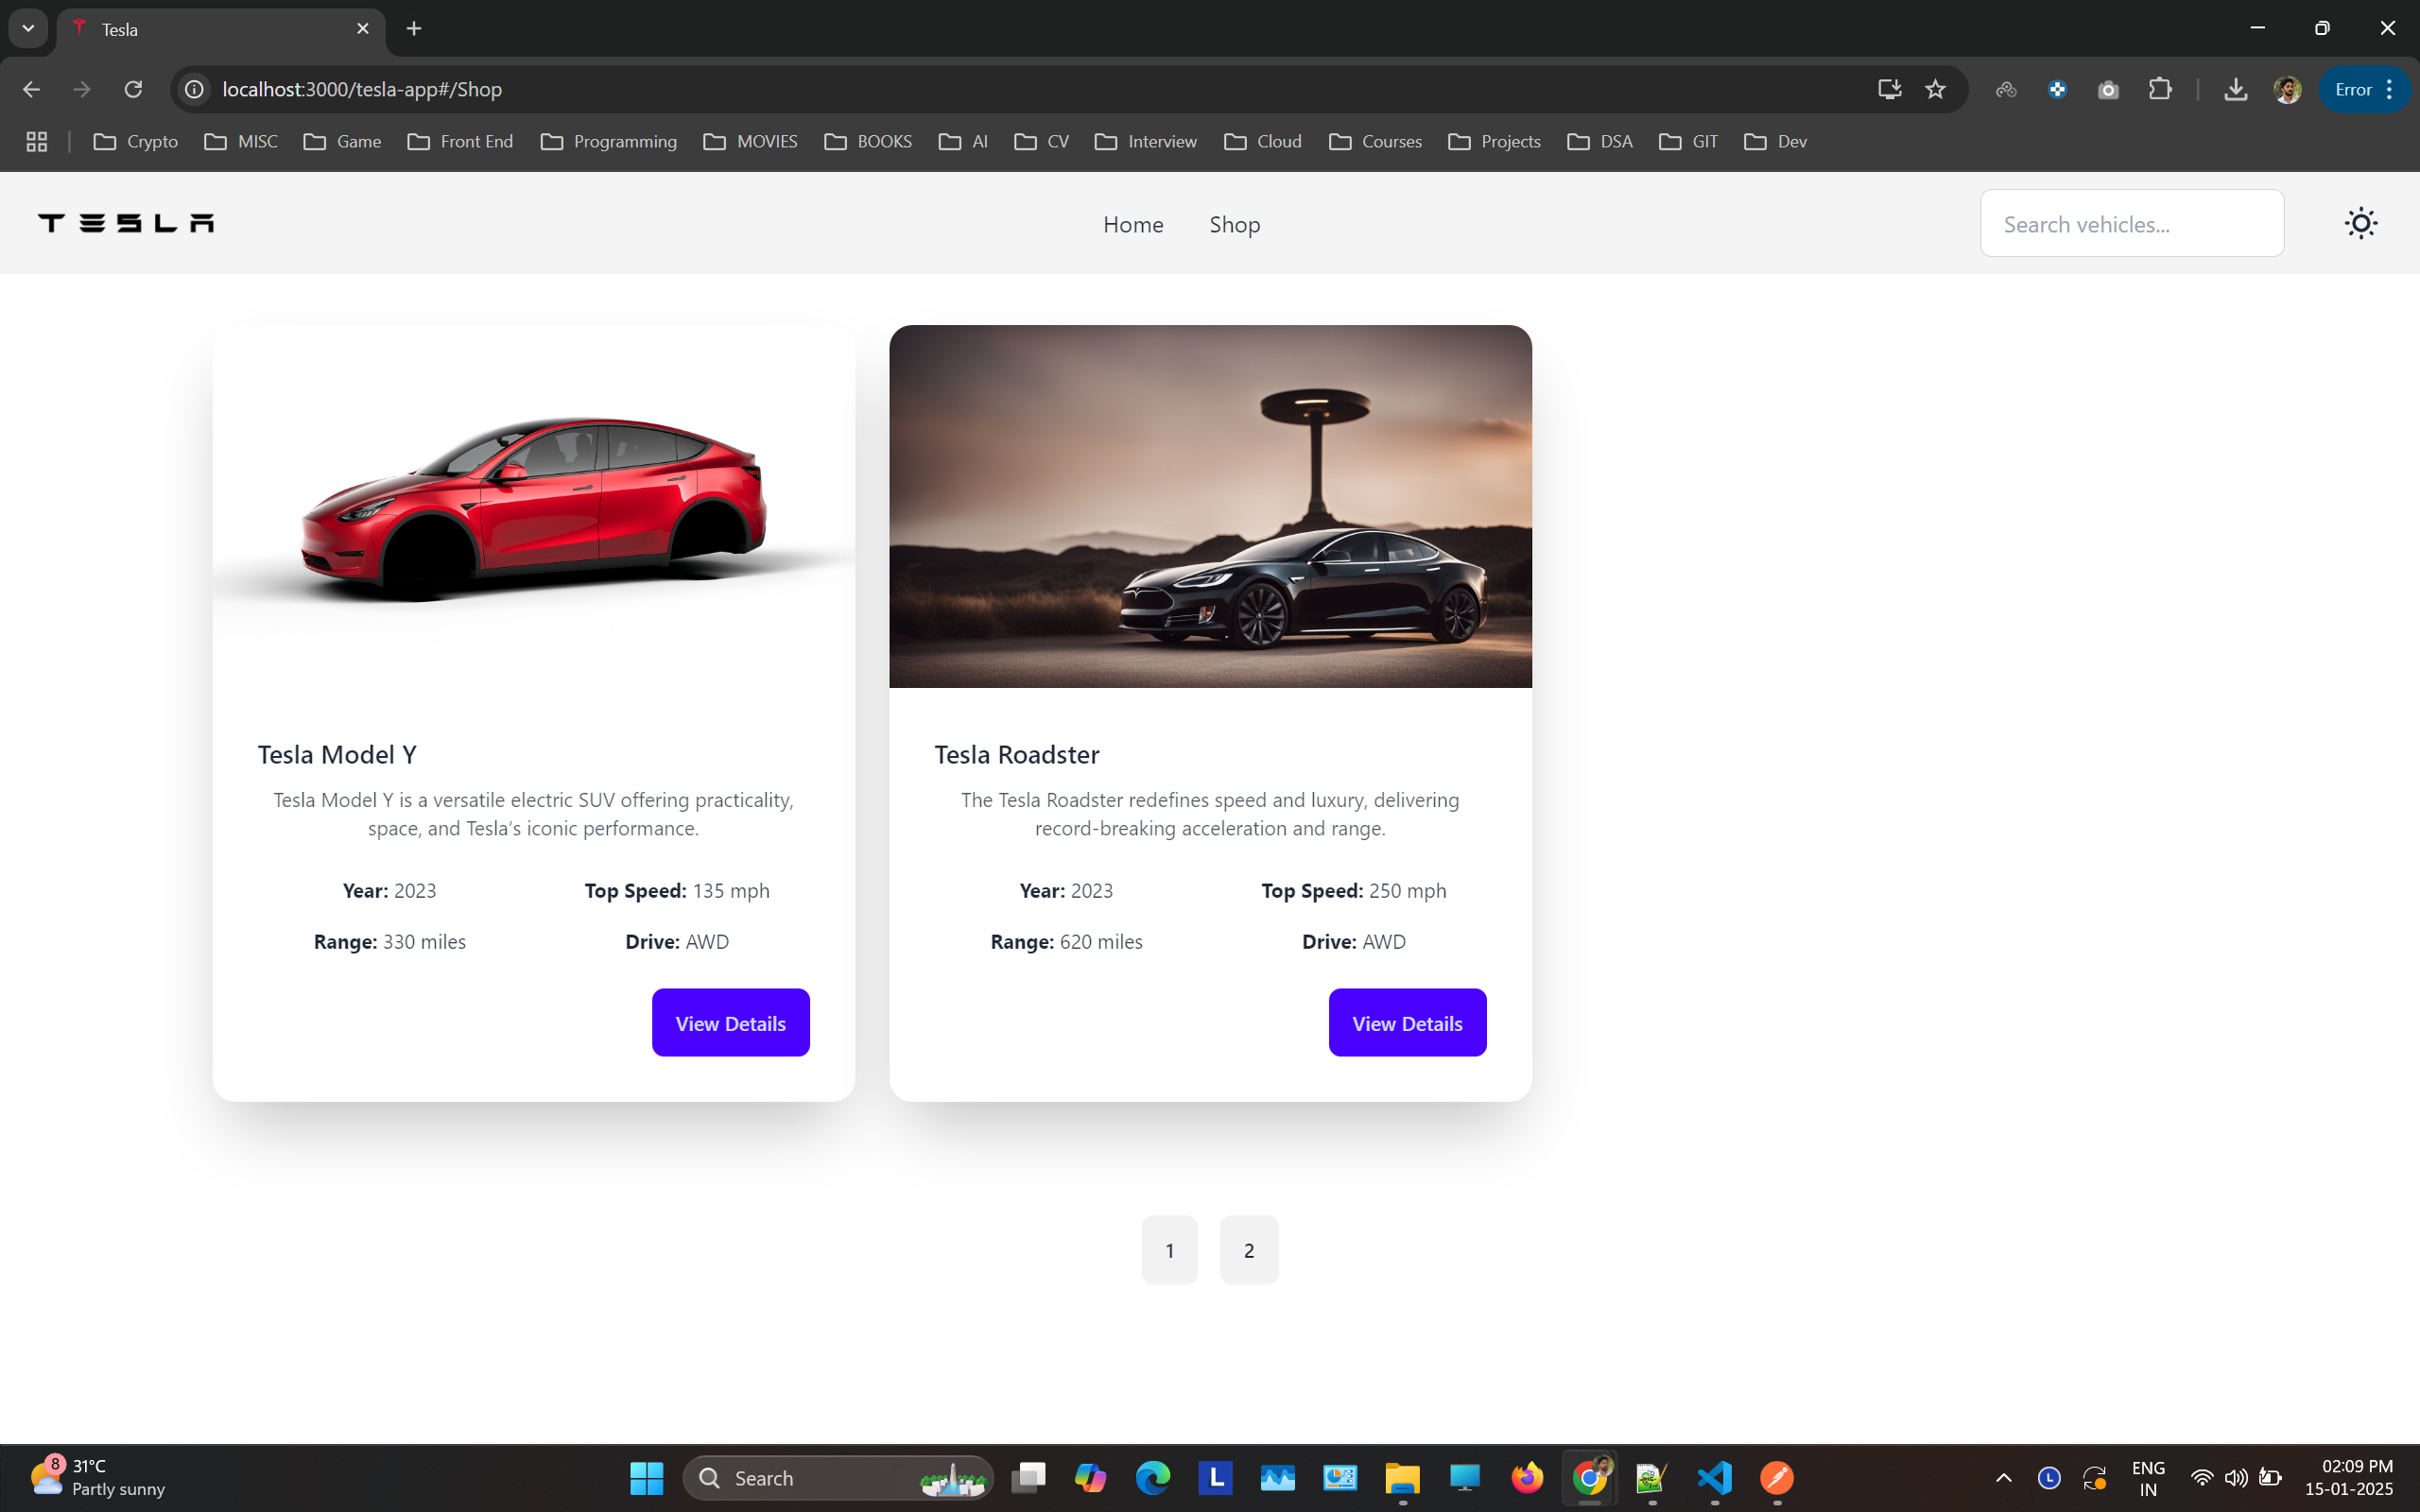 Tesla
localhost:3000/tesla-app#/Shop
Error
Crypto
MISC
Game
Front End
Programming
MOVIES
BOOKS
AI
CV
Interview
Cloud
Courses
Projects
DSA
GIT
Dev
TESLA
Home
Shop
Search vehicles...
Tesla Model Y
Tesla Model Y is a versatile electric SUV offering practicality,
space, and Tesla’s iconic performance.
Year: 2023
Top Speed: 135 mph
Range: 330 miles
Drive: AWD
View Details
Tesla Roadster
The Tesla Roadster redefines speed and luxury, delivering
record-breaking acceleration and range.
Year: 2023
Top Speed: 250 mph
Range: 620 miles
Drive: AWD
View Details
1
2
8
31°C
Partly sunny
Search
L
L
ENG
IN
02:09 PM
15-01-2025